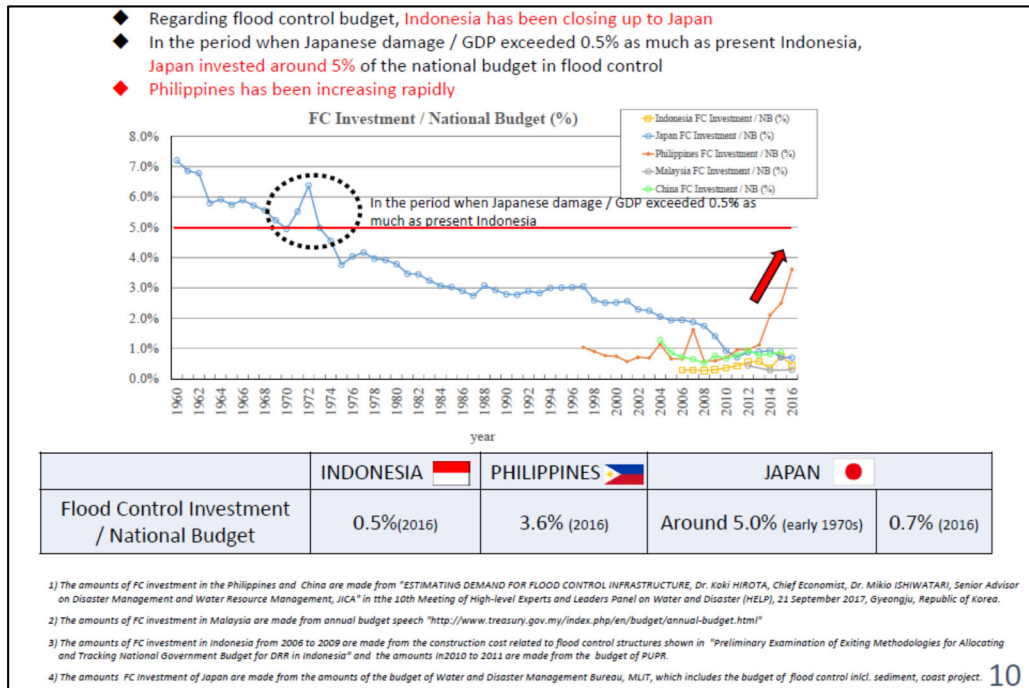 Regarding flood control budget, Indonesia has been closing up to Japan
In the period when Japanese damage / GDP exceeded 0.5% as much as present Indonesia,
Japan invested around 5% of the national budget in flood control
Philippines has been increasing rapidly
FC Investment / National Budget (%)
Indonesia FC Investment / NB (%)
Japan FC Investment / NB (%)
Philippines FC Investment / NB (%)
Malaysia FC Investment / NB (%)
China FC Investment / NB (%)
8.0%
7.0%
6.0%
5.0%
4.0%
3.0%
2.0%
1.0%
0.0%
In the period when Japanese damage / GDP exceeded 0.5% as
much as present Indonesia
1960 1962 1964 1966 1968 1970 1972 1974 1976 1978 1980 1982 1984 1986 1988 1990 1992 1994 1996 1998 2000 2002 2004 2006 2008 2010 2012 2014 2016
year
INDONESIA PHILIPPINES JAPAN
Flood Control Investment
/ National Budget
0.5%(2016) 3.6% (2016) Around 5.0% (early 1970s) 0.7% (2016)
1) The amounts of FC investment in the Philippines and China are made from "ESTIMATING DEMAND FOR FLOOD CONTROL INFRASTRUCTURE, Dr. Koki HIROTA, Chief Economist, Dr. Mikio ISHIWATARI, Senior Advisor
on Disaster Management and Water Resource Management, JICA" in tthe 10th Meeting of High-level Experts and Leaders Panel on Water and Disaster (HELP), 21 September 2017, Gyeongju, Republic of Korea.
2) The amounts of FC investment in Malaysia are made from annual budget speech "http://www.treasury.gov.my/index.php/en/budget/annual-budget.html"
3) The amounts of FC investment in Indonesia from 2006 to 2009 are made from the construction cost related to flood control structures shown in "Preliminary Examination of Exiting Methodologies for Allocating
and Tracking National Government Budget for DRR in Indonesia" and the amounts in2010 to 2011 are made from the budget of PUPR.
4) The amounts FC Investment of Japan are made from the amounts of the budget of Water and Disaster Management Bureau, MLIT, which includes the budget of flood control incl. sediment, coast project.
10